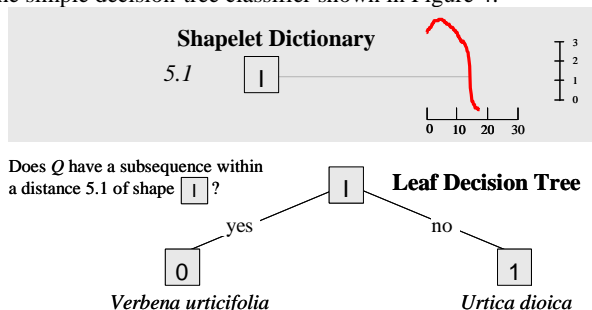 the simple decision tree classifier shown in Figure 4.
Shapelet Dictionary
5.1 I
3
2
1
0
0 10 20 30
Does Q have a subsequence within
a distance 5.1 of shape I ?
I
Leaf Decision Tree
yes no
0 1
Verbena urticifolia Urtica dioica